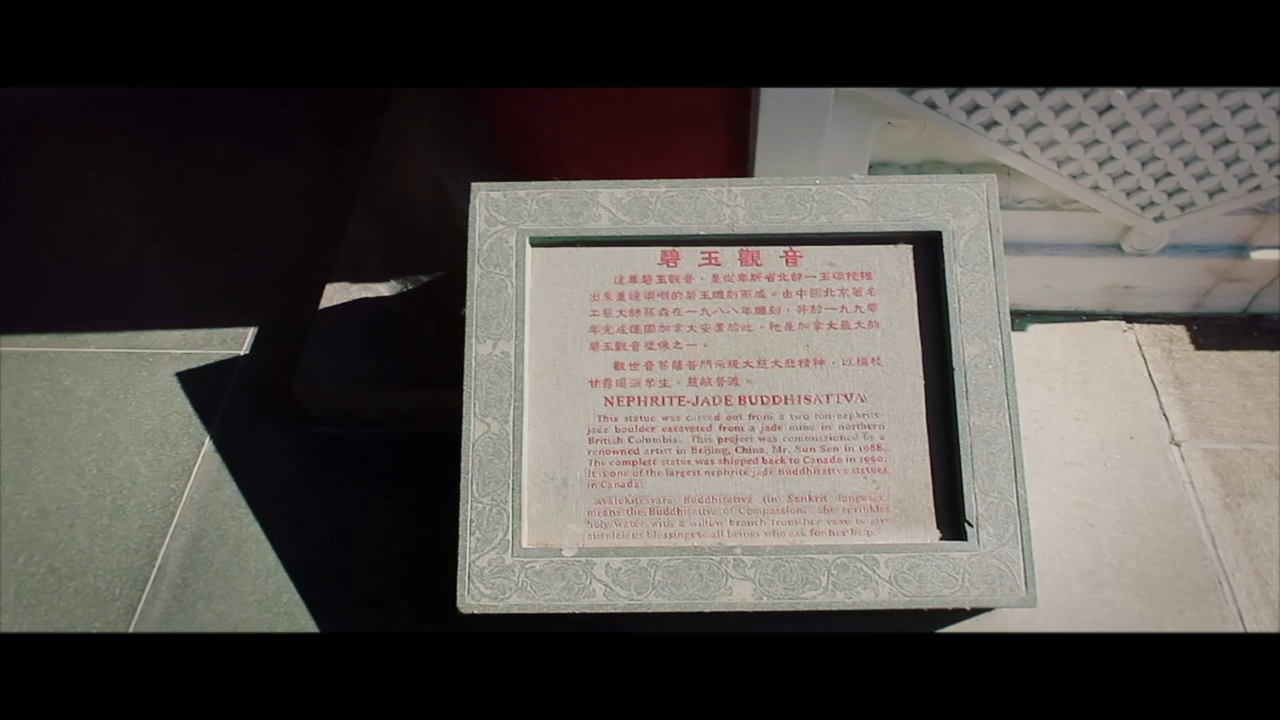 碧玉觀音
這尊碧玉觀音,是從卑斯省北部一玉礦挖掘
出來重達兩噸的碧玉雕刻而成。由中國北京著名
工藝大師孫森在一九八八年雕刻,并於一九九零
年完成運回加拿大安置於此。祂是加拿大最大的
碧玉觀音聖像之一。
觀世音菩薩普門示現大慈大悲精神,以楊枝
甘露遍灑眾生,慈航普渡。
NEPHRITE-JADE BUDDHISATTVA
This statue was carved out from a two ton-nephrite-
jade boulder excavated from a jade mine in northern
British Columbia. This project was commissioned by a
renowned artist in Beijing, China, Mr. Sun Sen in 1988.
The complete statue was shipped back to Canada in 1990.
It is one of the largest nephrite jade Buddhisattva statues
in Canada.
Avalokitesvara Buddhisattva (in Sankrit language)
means the Buddhisattva of Compassion. She sprinkles
holy water with a willow branch from her vase to give
auspicious blessings to all beings who ask for her help.